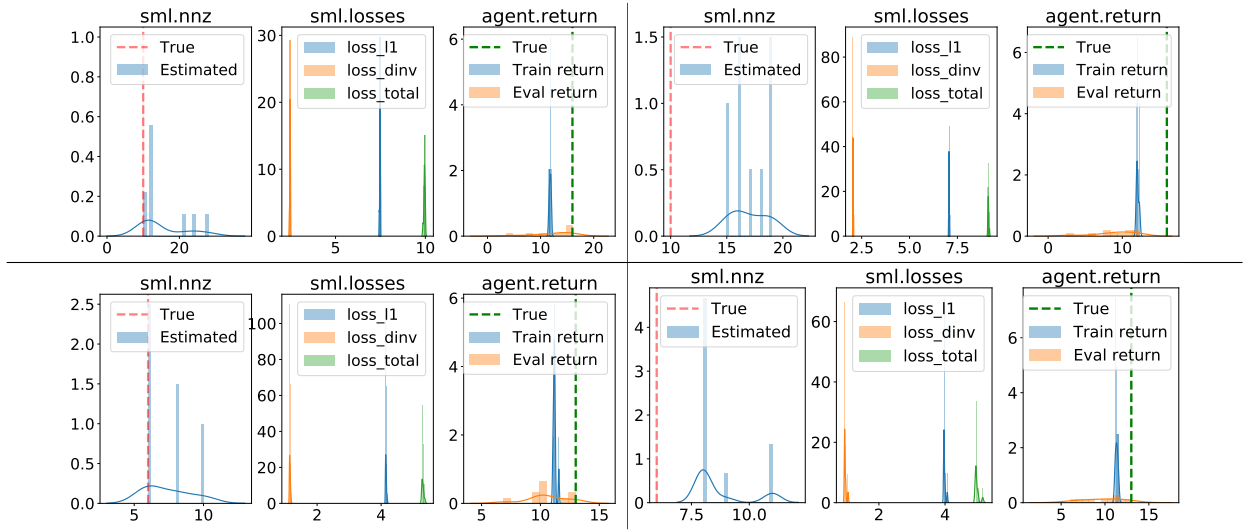 sml.nnz
sml.losses
agent.return
True
Estimated
1.0
0.8
0.6
0.4
0.2
0.0
0
20
loss_l1
loss_dinv
loss_total
30
20
10
0
5
10
True
Train return
Eval return
6
4
2
0
0
10
20
sml.nnz
sml.losses
agent.return
True
Estimated
1.5
1.0
0.5
0.0
10
15
20
loss_l1
loss_dinv
loss_total
80
60
40
20
0
2.5
5.0
7.5
True
Train return
Eval return
6
4
2
0
0
10
sml.nnz
sml.losses
agent.return
True
Estimated
2.5
2.0
1.5
1.0
0.5
0.0
5
10
loss_l1
loss_dinv
loss_total
100
80
60
40
20
0
2
4
True
Train return
Eval return
6
4
2
0
5
10
15
sml.nnz
sml.losses
agent.return
True
Estimated
4
3
2
1
0
7.5
10.0
loss_l1
loss_dinv
loss_total
60
40
20
0
2
4
True
Train return
Eval return
6
4
2
0
5
10
15